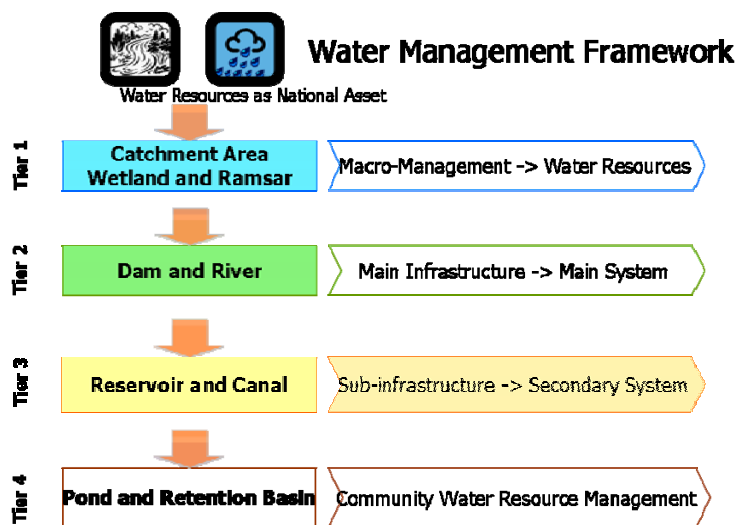 Water Management Framework
Water Resources as National Asset
Tier 1
Catchment Area
Wetland and Ramsar
Macro-Management -> Water Resources
Tier 2
Dam and River
Main Infrastructure -> Main System
Tier 3
Reservoir and Canal
Sub-infrastructure -> Secondary System
Tier 4
Pond and Retention Basin
Community Water Resource Management